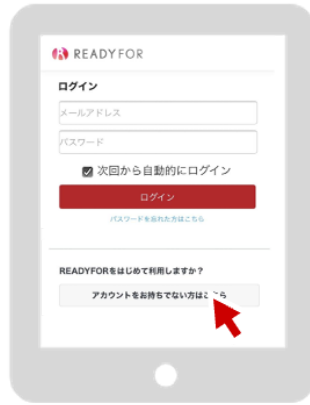 READYFOR
ログイン
メールアドレス
パスワード
次回から自動的にログイン
ログイン
パスワードを忘れた方はこちら
READYFORをはじめて利用しますか？
アカウントをお持ちでない方はこちら